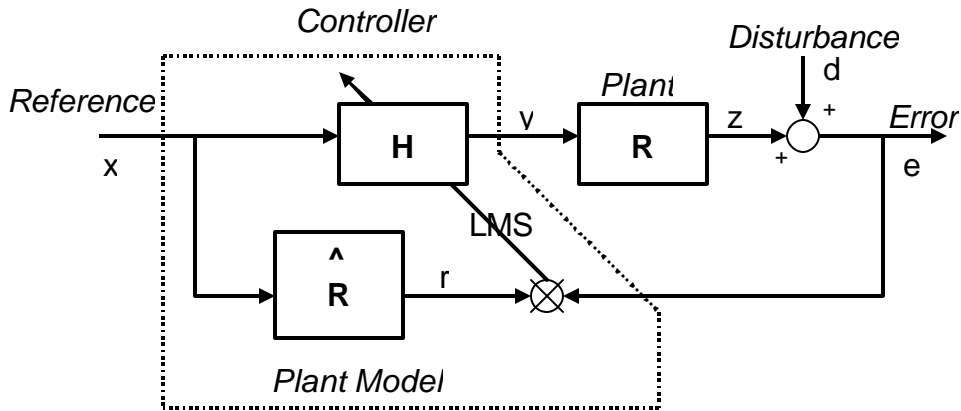 Controller
Disturbance
d
Reference
Plant
+
Error
x
H
y
R
z
+
e
LMS
^
R
r
Plant Model